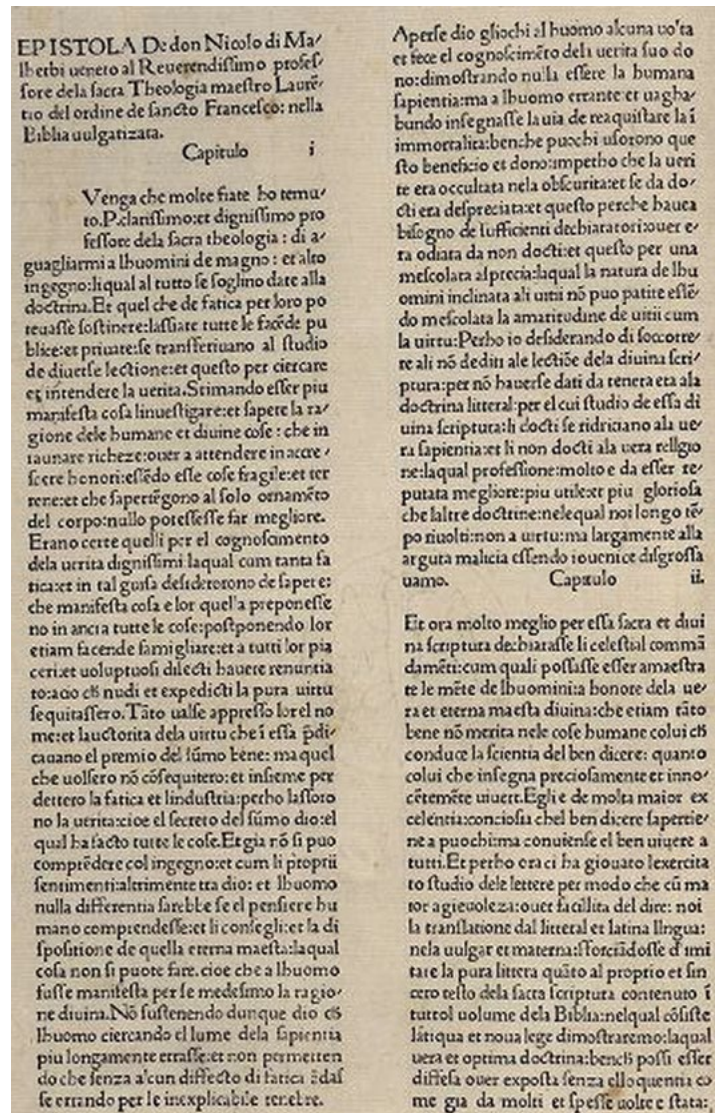 EPISTOLA De don Nicolo di Ma⸗
lherbi ueneto al Reuerendissimo profes⸗
sore dela sacra Theologia maestro Laurē⸗
tio del ordine de sancto Francesco: nella
Biblia uulgatizata.
Capitulo i
Venga che molte fiate ho temu⸗
to.P.clarissimo:et dignissimo pro
fessore dela sacra theologia : di a⸗
guagliarmi a lhuomini de magno : et alto
ingegno:li qual al tutto se soglino date alla
doctrina.Et quel che de fatica per loro po
teuasse sostinere:lassiate tutte le facēde pu
blice:et priuate:se transferiuano al studio
de diuerse lectione:et questo per ciercare
et intendere la uerita.Stimando esser piu
manifesta cosa linuestigare:et sapere la ra⸗
gione dele humane et diuine cose : che in
raunare richeze:ouer a attendere in accre⸗
scere honori:essēdo esse cose fragile:et ter
rene:et che sapertēgono al solo ornamēto
del corpo:nullo potessesse far megliore.
Erano certe quelli per el cognoscimento
dela uerita dignissimi laqual cum tanta fa
tica:et in tal guisa desiderorono de sapere:
che manifesta cosa e lor quella preponesse
no in anci a tutte le cose:postponendo lor
etiam facende famigliare:et a tutti lor pia
ceri:et uoluptuosi dilecti hauere renuntia
to:acio ch̄ nudi et expedicti la pura uirtu
sequitassero.Tāto ualse appresso lor el no
me:et lauctorita dela uirtu che ī essa p̄di⸗
cauano el premio del sūmo bene: ma quel
che uolsero nō cōsequitero:et insieme per
dettero la fatica et lindustria:perho lassoro
no la uerita:cioe el secreto del sūmo dio:el
qual ha facto tutte le cose.Et gia nō si puo
comprēdere col ingegno:et cum li proprii
sentimenti:altrimente tra dio: et lhuomo
nulla differentia sarebbe se el pensiere hu
mano comprendesse:et li consegli:et la di
spositione de quella eterna maesta:laqual
cosa non si puote fare.cioe che a lhuomo
fusse manifesta per se medesimo la ragio⸗
ne diuina.Nō sustenendo dunque dio ch̄
lhuomo ciercando el lume dela sapientia
piu longamente errasse:et non permetten
do che senza alcun diffecto di fatica ādas
se errando per le inexplicabile tenebre.
Aperse dio gliochi al huomo alcuna uolta
et fece el cognoscimēto dela uerita suo do
no:dimostrando nulla essere la humana
sapientia:ma a lhuomo errante:et uagha⸗
bundo insegnasse la uia de reaquistare la ī
immortalita:benche puochi usorono que
sto beneficio et dono:impetho che la ueri
te era occultata nela obscurita:et se da do⸗
cti era despreciata:et questo perche hauea
bisogno de sufficienti dechiaratori:ouer e⸗
ra odiata da non docti:et questo per una
mescolata asprecia:laqual la natura de lhu
omini inclinata ali uitii nō puo patire essē⸗
do mescolata la amaritudine de uitii cum
la uirtu:Perho io desiderando di soccorre⸗
re ali nō dediti ale lectiōe dela diuina scri⸗
ptura:per nō hauerse dati da tenera eta ala
doctrina litteral:per el cui studio de essa di
uina scriptura:li docti se ridriciano ala ue⸗
ra sapientia:et li non docti ala uera religio
ne:laqual professione:molto e da esser re⸗
putata megliore:piu utile:et piu gloriosa
che laltre doctrine:nelequal noi longo tē⸗
po riuolti:non a uirtu:ma largamente alla
arguta malicia essendo iouenice disgrossa
uamo. Capitulo ii.
Et ora molto meglio per essa sacra et diui
na scriptura dechiarasse li celestial commā
damēti:cum quali possasse esser amaestra
te le mēte de lhuomini:a honore dela ue⸗
ra et eterna maesta diuina:che etiam tāto
bene nō merita nele cose humane colui ch̄
conduce la scientia del ben dicere: quanto
colui che insegna preciosamente et inno⸗
cētemēte uiuere.Egli e de molta maior ex
celentia:conciosia chel ben dicere sapertie⸗
ne a puochi:ma conuiense el ben uiuere a
tutti.Et perho ora ci ha giouato lexercita
to studio dele lettere per modo che cū ma
ior agieuoleza:ouer facillita del dire: noi
la translatione dal litteral et latina lingua:
nela uulgar et materna:sforciādosse d imi
tare la pura littera quāto al proprio et sin
cero testo dela sacra scriptura contenuto ī
tuttol uolume dela Biblia:nelqual cōsiste
lātiqua et noua lege dimostraremo:laqual
uera et optima doctrina:bench̄ possi esser
diffesa ouer exposta senza elloquentia co
me gia da molti et spesse uolte e stata: